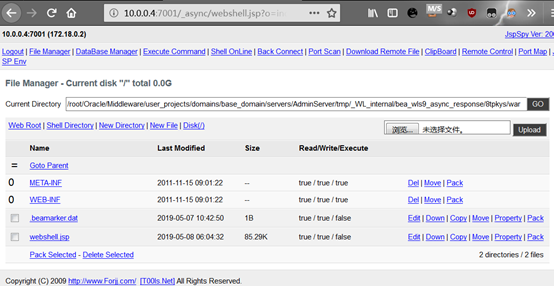 10.0.0.4:7001/_async/webshell.jsp?o=in
10.0.0.4:7001 (172.18.0.2)
JspSpy Ver: 200
Logout | File Manager | DataBase Manager | Execute Command | Shell OnLine | Back Connect | Port Scan | Download Remote File | ClipBoard | Remote Control | Port Map | J
SP Env
File Manager - Current disk "/" total 0.0G
Current Directory /root/Oracle/Middleware/user_projects/domains/base_domain/servers/AdminServer/tmp/_WL_internal/bea_wls9_async_response/8tpkys/war GO
Web Root | Shell Directory | New Directory | New File | Disk(/) 浏览... 未选择文件。 Upload
Name Last Modified Size Read/Write/Execute
= Goto Parent
0 META-INF 2011-11-15 09:01:22 -- true / true / true Del | Move | Pack
0 WEB-INF 2011-11-15 09:01:22 -- true / true / true Del | Move | Pack
.beamarker.dat 2019-05-07 10:42:50 1B true / true / false Edit | Down | Copy | Move | Property | Pack
webshell.jsp 2019-05-08 06:04:32 85.29K true / true / false Edit | Down | Copy | Move | Property | Pack
Pack Selected - Delete Selected 2 directories / 2 files
Copyright (C) 2009 http://www.Forjj.com/ [T00ls.Net] All Rights Reserved.